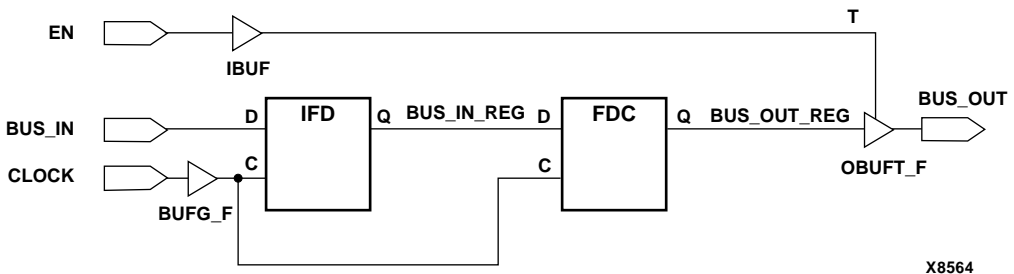 EN
IBUF
T
BUS_IN
D
IFD
Q
BUS_IN_REG
D
FDC
Q
BUS_OUT_REG
BUS_OUT
CLOCK
BUFG_F
C
C
OBUFT_F
X8564